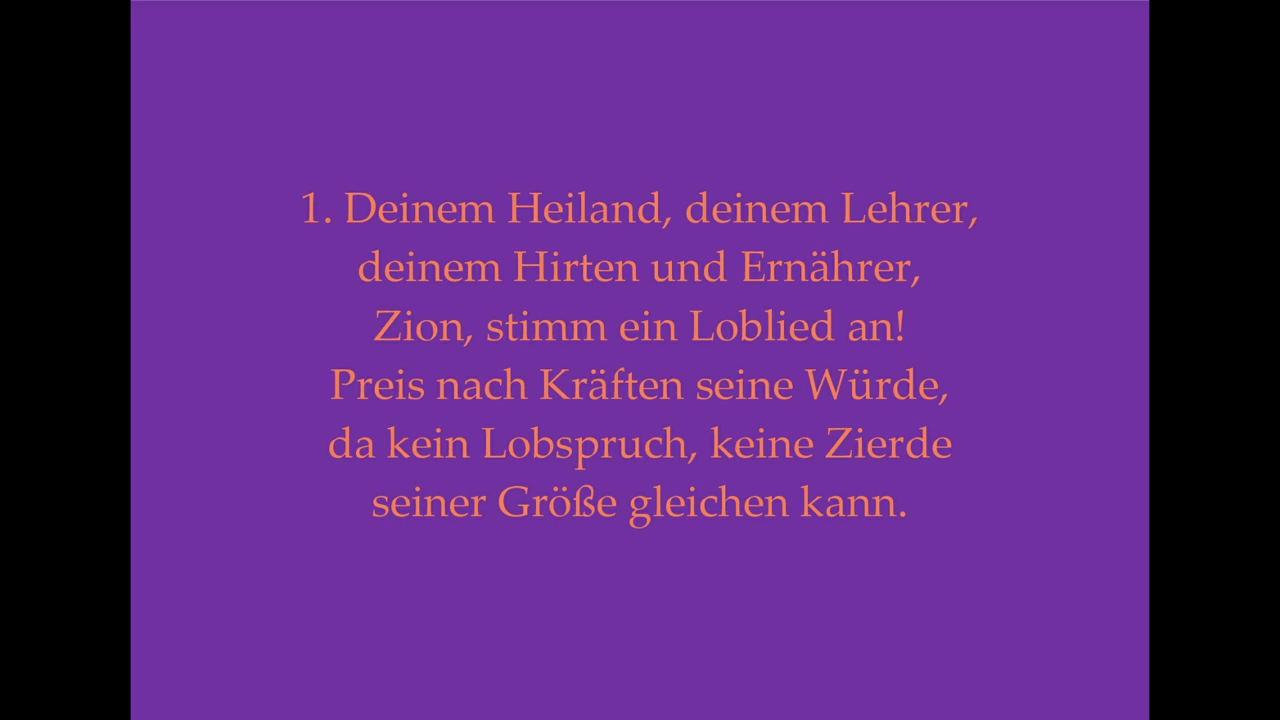 1. Deinem Heiland, deinem Lehrer,
deinem Hirten und Ernährer,
Zion, stimm ein Loblied an!
Preis nach Kräften seine Würde,
da kein Lobspruch, keine Zierde
seiner Größe gleichen kann.